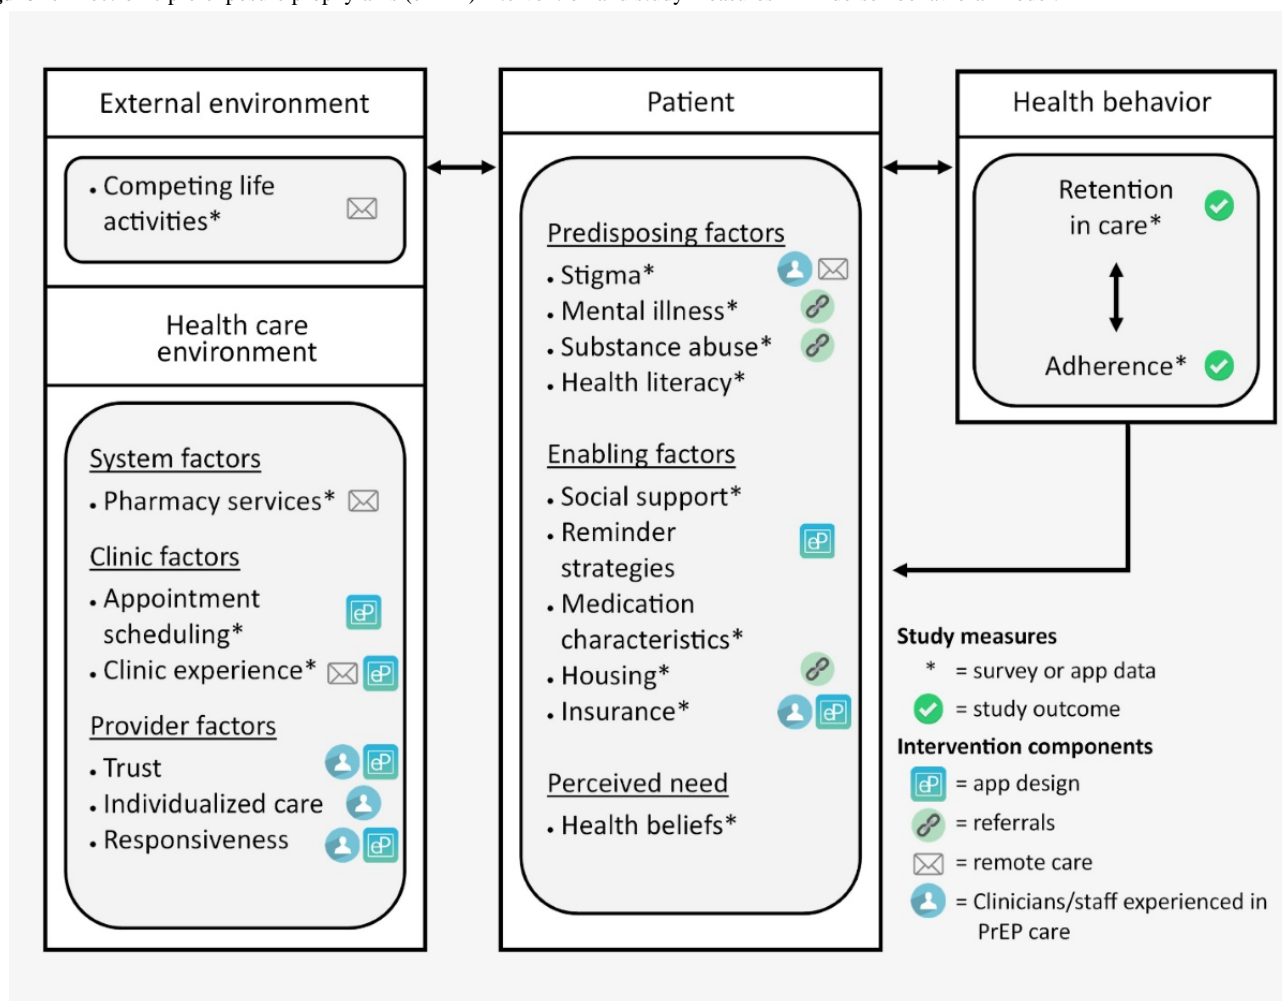 External environment
• Competing life
activities*
Health care
environment
System factors
• Pharmacy services*
Clinic factors
• Appointment
scheduling*
• Clinic experience*
Provider factors
• Trust
• Individualized care
• Responsiveness
Patient
Predisposing factors
• Stigma*
• Mental illness*
• Substance abuse*
• Health literacy*
Enabling factors
• Social support*
• Reminder
strategies
• Medication
characteristics*
• Housing*
• Insurance*
Perceived need
• Health beliefs*
Health behavior
Retention
in care*
Adherence*
Study measures
* = survey or app data
= study outcome
Intervention components
eP = app design
= referrals
= remote care
= Clinicians/staff experienced in
PrEP care